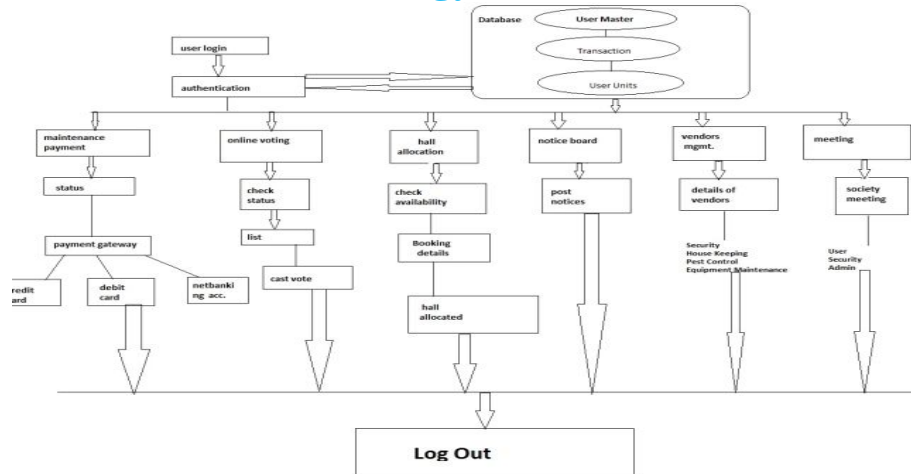 Database
User Master
Transaction
User Units
user login
authentication
maintenance
payment
online voting
hall
allocation
notice board
vendors
mgmt.
meeting
status
check
status
check
availability
post
notices
details of
vendors
society
meeting
payment gateway
list
Booking
details
Security
House Keeping
Pest Control
Equipment Maintenance
User
Security
Admin
redit
ard
debit
card
netbanki
ng acc.
cast vote
hall
allocated
Log Out